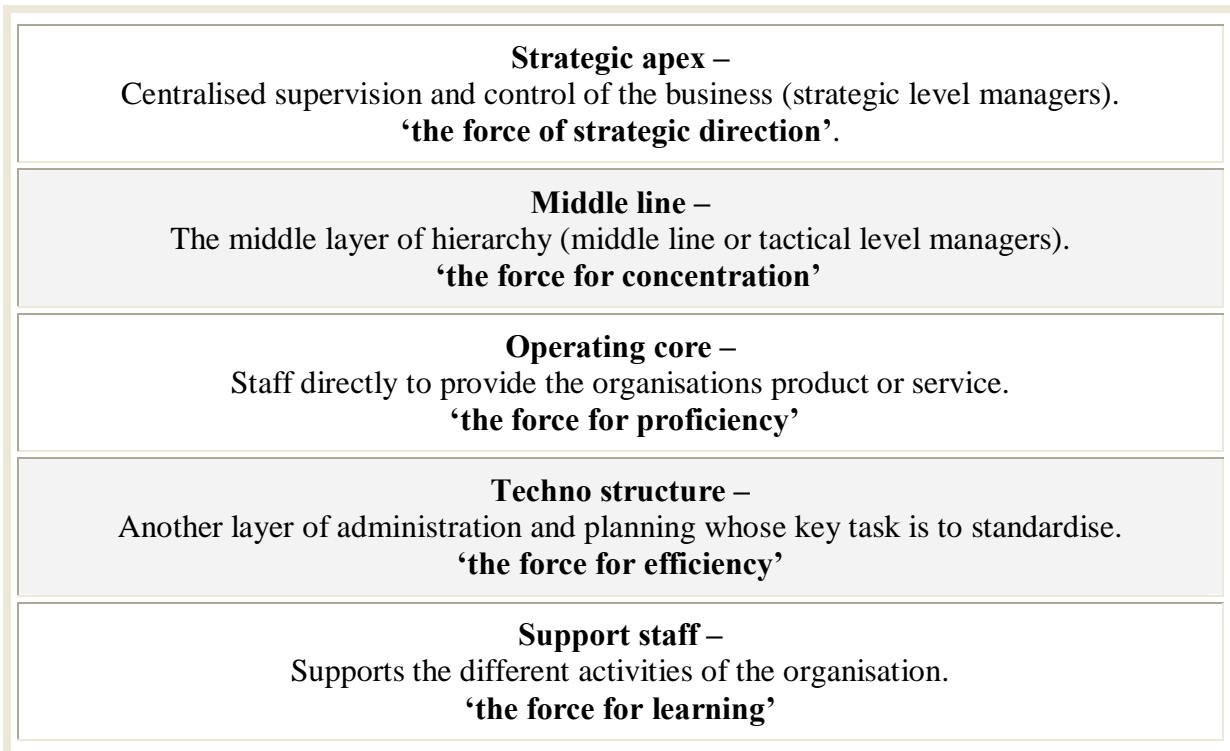 Strategic apex –
Centralised supervision and control of the business (strategic level managers).
‘the force of strategic direction’.
Middle line –
The middle layer of hierarchy (middle line or tactical level managers).
‘the force for concentration’
Operating core –
Staff directly to provide the organisations product or service.
‘the force for proficiency’
Techno structure –
Another layer of administration and planning whose key task is to standardise.
‘the force for efficiency’
Support staff –
Supports the different activities of the organisation.
‘the force for learning’